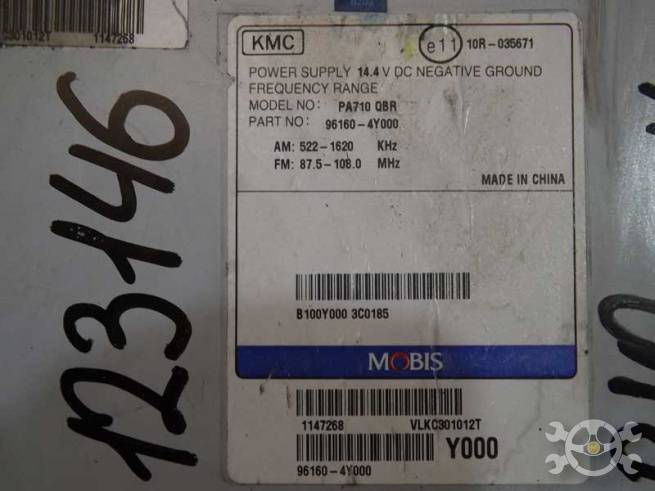 B202
C301012T 1147268
KMC
e11 10R-035671
POWER SUPPLY 14.4 V DC NEGATIVE GROUND
FREQUENCY RANGE
MODEL NO: PA710 QBR
PART NO: 96160-4Y000
AM: 522-1620 KHz
FM: 87.5-108.0 MHz
MADE IN CHINA
B100Y000 3C0185
MOBIS
1147268 VLKC301012T
Y000
96160-4Y000
123146